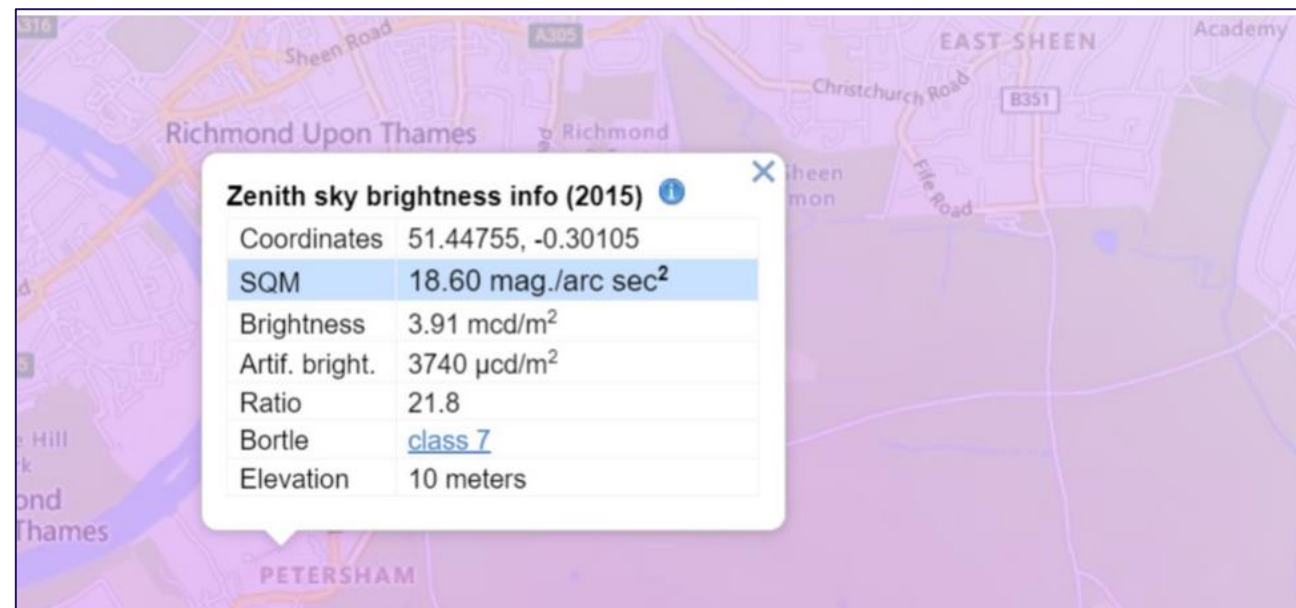 A316
Sheen Road
A305
EAST SHEEN
Academy
Christchurch Road
B351
Richmond Upon Thames
Richmond
Sheen
Fife Road
Zenith sky brightness info (2015)
Coordinates 51.44755, -0.30105
SQM 18.60 mag./arc sec²
Brightness 3.91 mcd/m²
Artif. bright. 3740 µcd/m²
Ratio 21.8
Bortle class 7
Elevation 10 meters
Hill
Thames
PETERSHAM